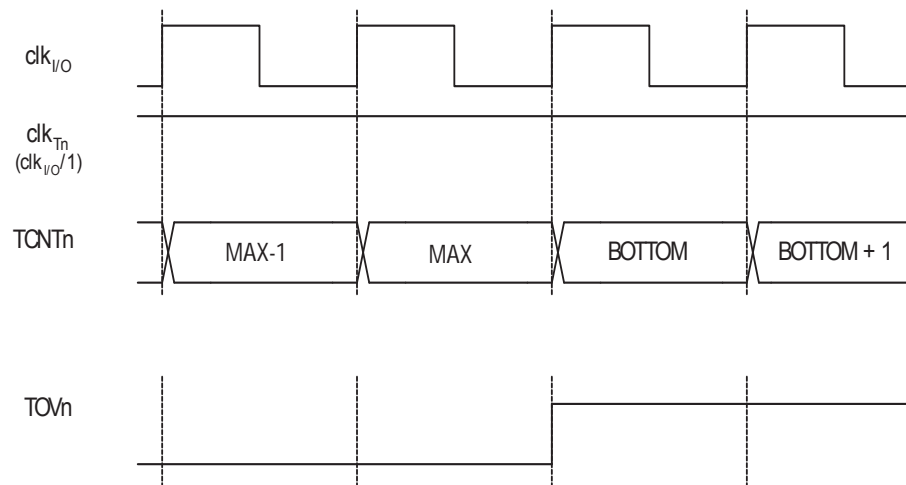 clkI/O
clkTn
(clkI/O/1)
TCNTn
MAX-1
MAX
BOTTOM
BOTTOM + 1
TOVn